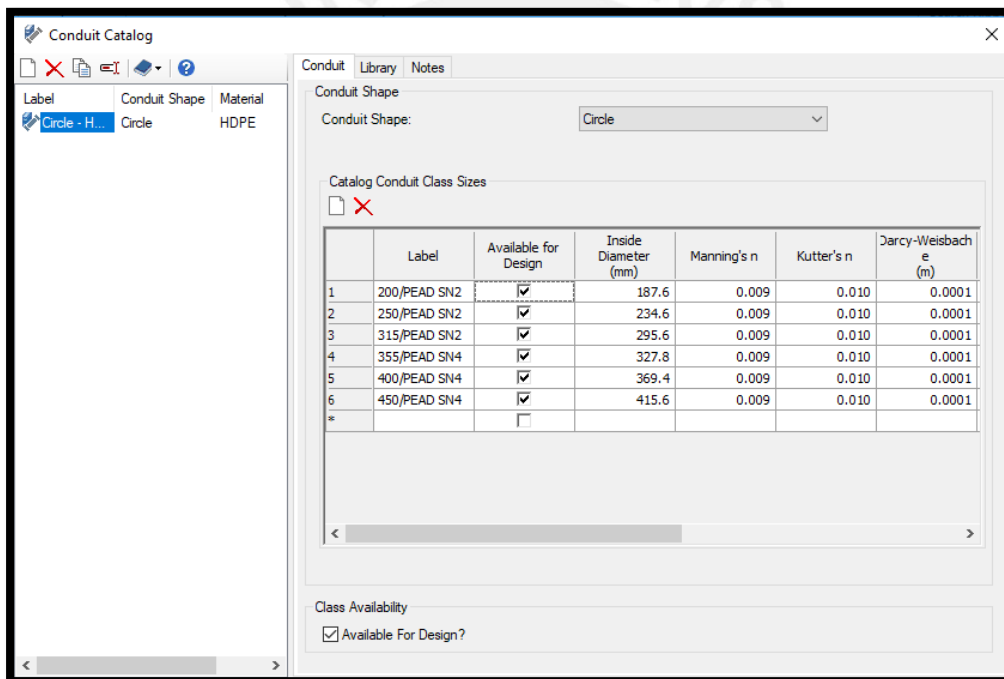 Conduit Catalog
Label Conduit Shape Material
Circle - H... Circle HDPE
Conduit Library Notes
Conduit Shape
Conduit Shape: Circle
Catalog Conduit Class Sizes
Label Available for Design Inside Diameter (mm) Manning's n Kutter's n Darcy-Weisbach e (m)
1 200/PEAD SN2 187.6 0.009 0.010 0.0001
2 250/PEAD SN2 234.6 0.009 0.010 0.0001
3 315/PEAD SN2 295.6 0.009 0.010 0.0001
4 355/PEAD SN4 327.8 0.009 0.010 0.0001
5 400/PEAD SN4 369.4 0.009 0.010 0.0001
6 450/PEAD SN4 415.6 0.009 0.010 0.0001
*
Class Availability
Available For Design?